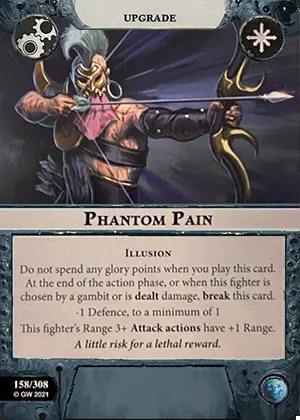 UPGRADE
PHANTOM PAIN
ILLUSION
Do not spend any glory points when you play this card.
At the end of the action phase, or when this fighter is
chosen by a gambit or is dealt damage, break this card.
-1 Defence, to a minimum of 1
This fighter's Range 3+ Attack actions have +1 Range.
A little risk for a lethal reward.
158/308
© GW 2021